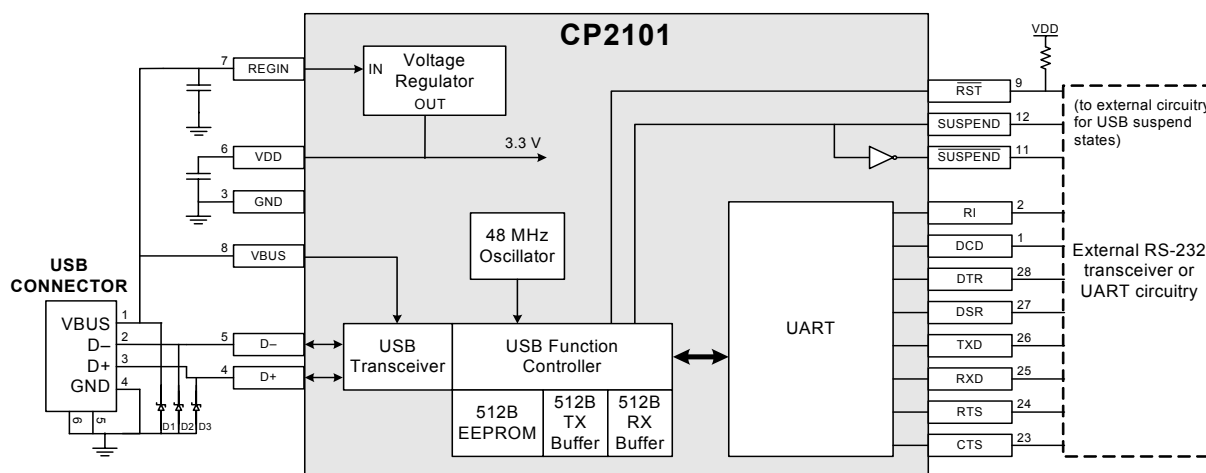 CP2101
7
REGIN
IN
Voltage
Regulator
OUT
6
VDD
3.3 V
3
GND
8
VBUS
48 MHz
Oscillator
USB
CONNECTOR
VBUS
1
D–
2
D+
3
GND
4
6
5
D1
D2
D3
5
D–
4
D+
USB
Transceiver
USB Function
Controller
512B
EEPROM
512B
TX
Buffer
512B
RX
Buffer
UART
VDD
RST
9
SUSPEND
12
SUSPEND
11
RI
2
DCD
1
DTR
28
DSR
27
TXD
26
RXD
25
RTS
24
CTS
23
(to external circuitry
for USB suspend
states)
External RS-232
transceiver or
UART circuitry